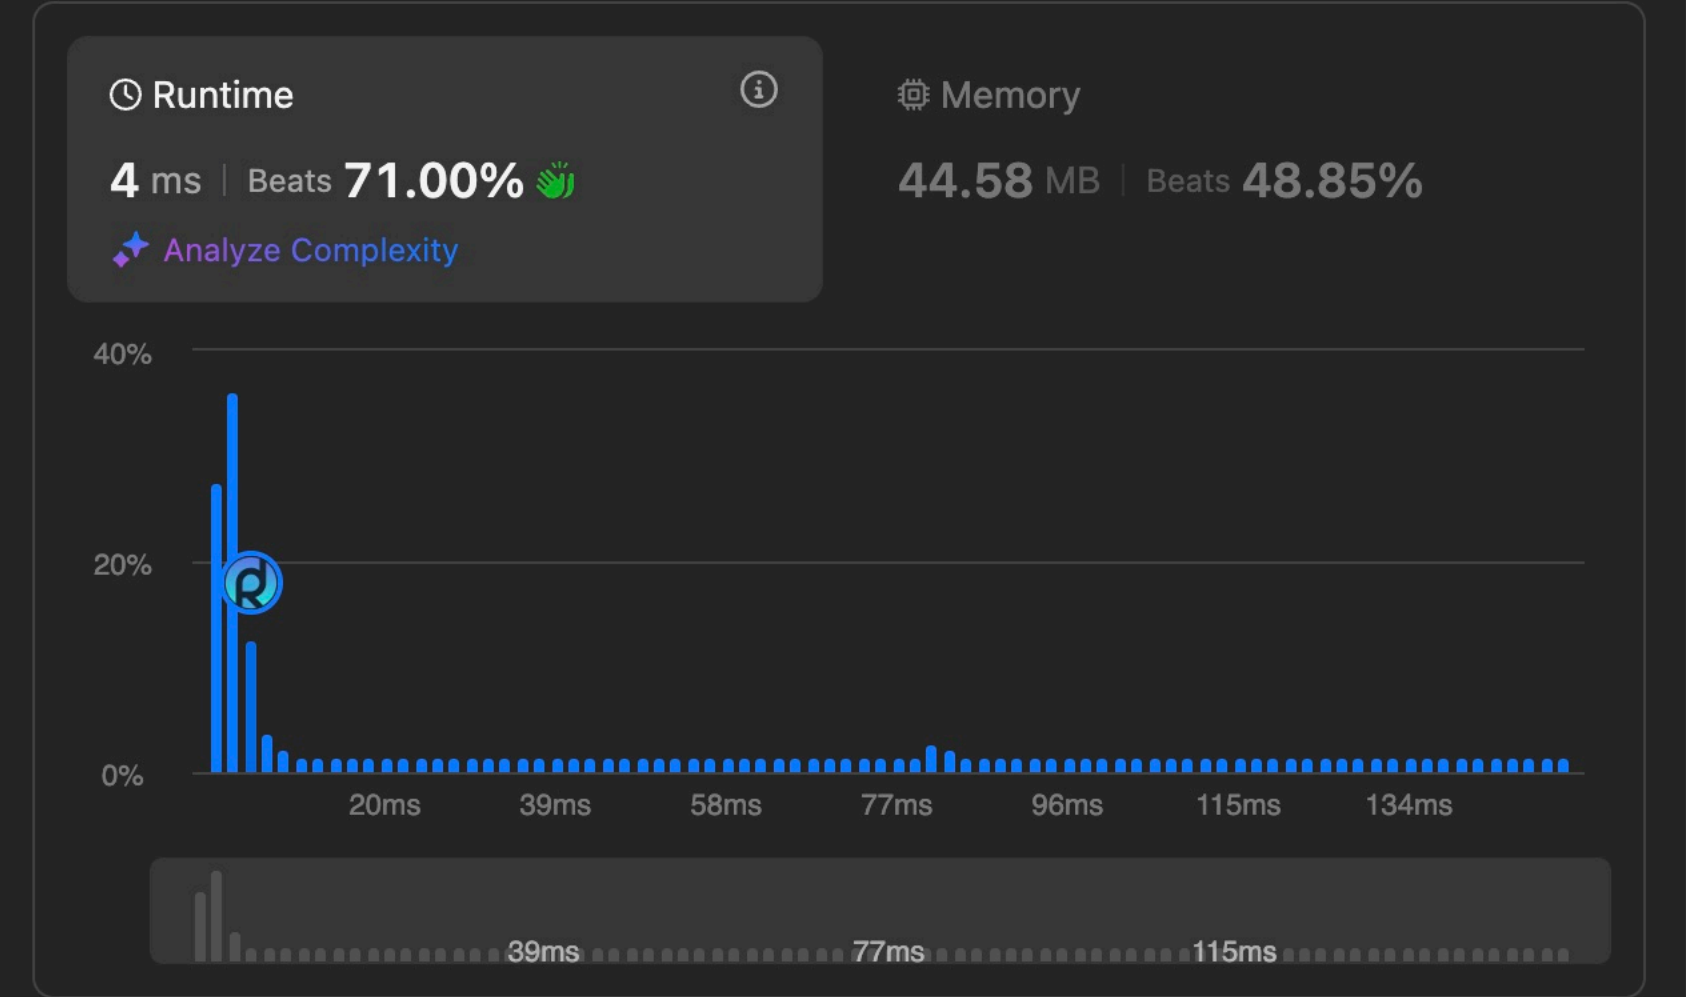 Runtime
4 ms | Beats 71.00%
Analyze Complexity
Memory
44.58 MB | Beats 48.85%
40%
20%
0%
20ms 39ms 58ms 77ms 96ms 115ms 134ms
39ms 77ms 115ms